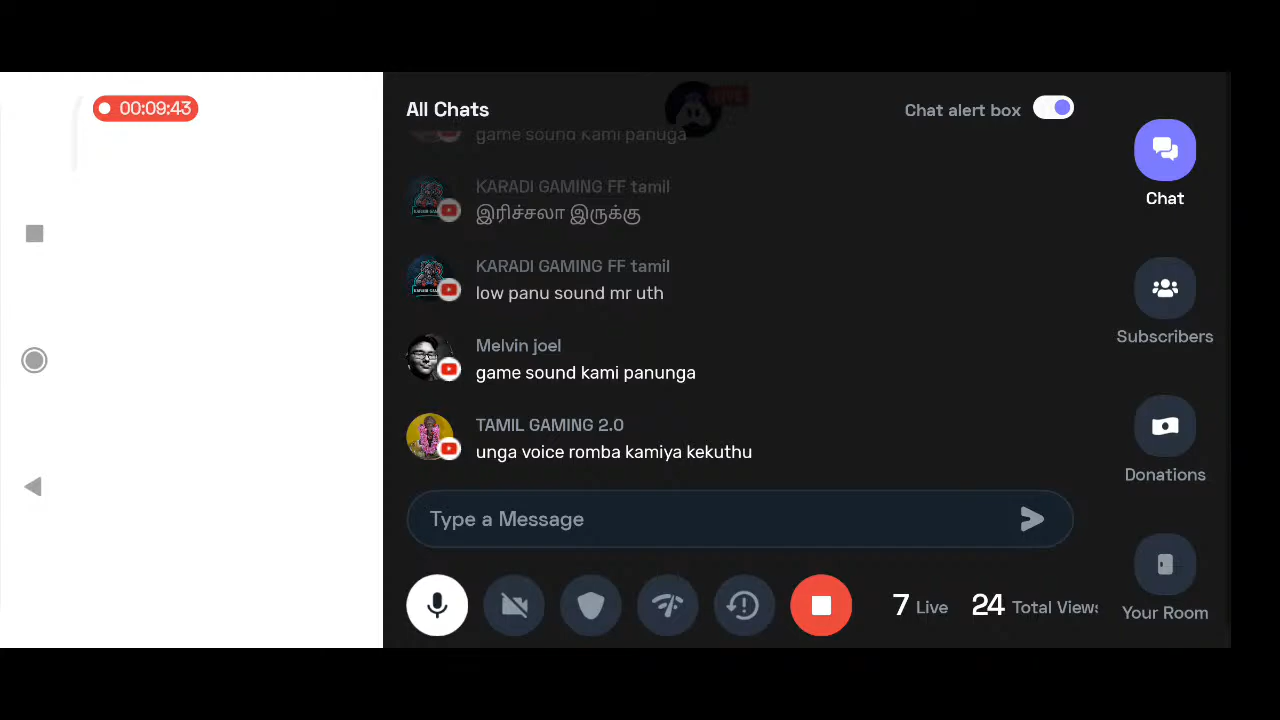 00:09:43
All Chats
LIVE
Chat alert box
game sound Kami panuga
KARADI GAMING FF tamil
இரிச்சலா இருக்கு
KARADI GAMING FF tamil
low panu sound mr uth
Melvin joel
game sound kami panunga
TAMIL GAMING 2.0
unga voice romba kamiya kekuthu
Type a Message
7 Live 24 Total Views
Chat
Subscribers
Donations
Your Room